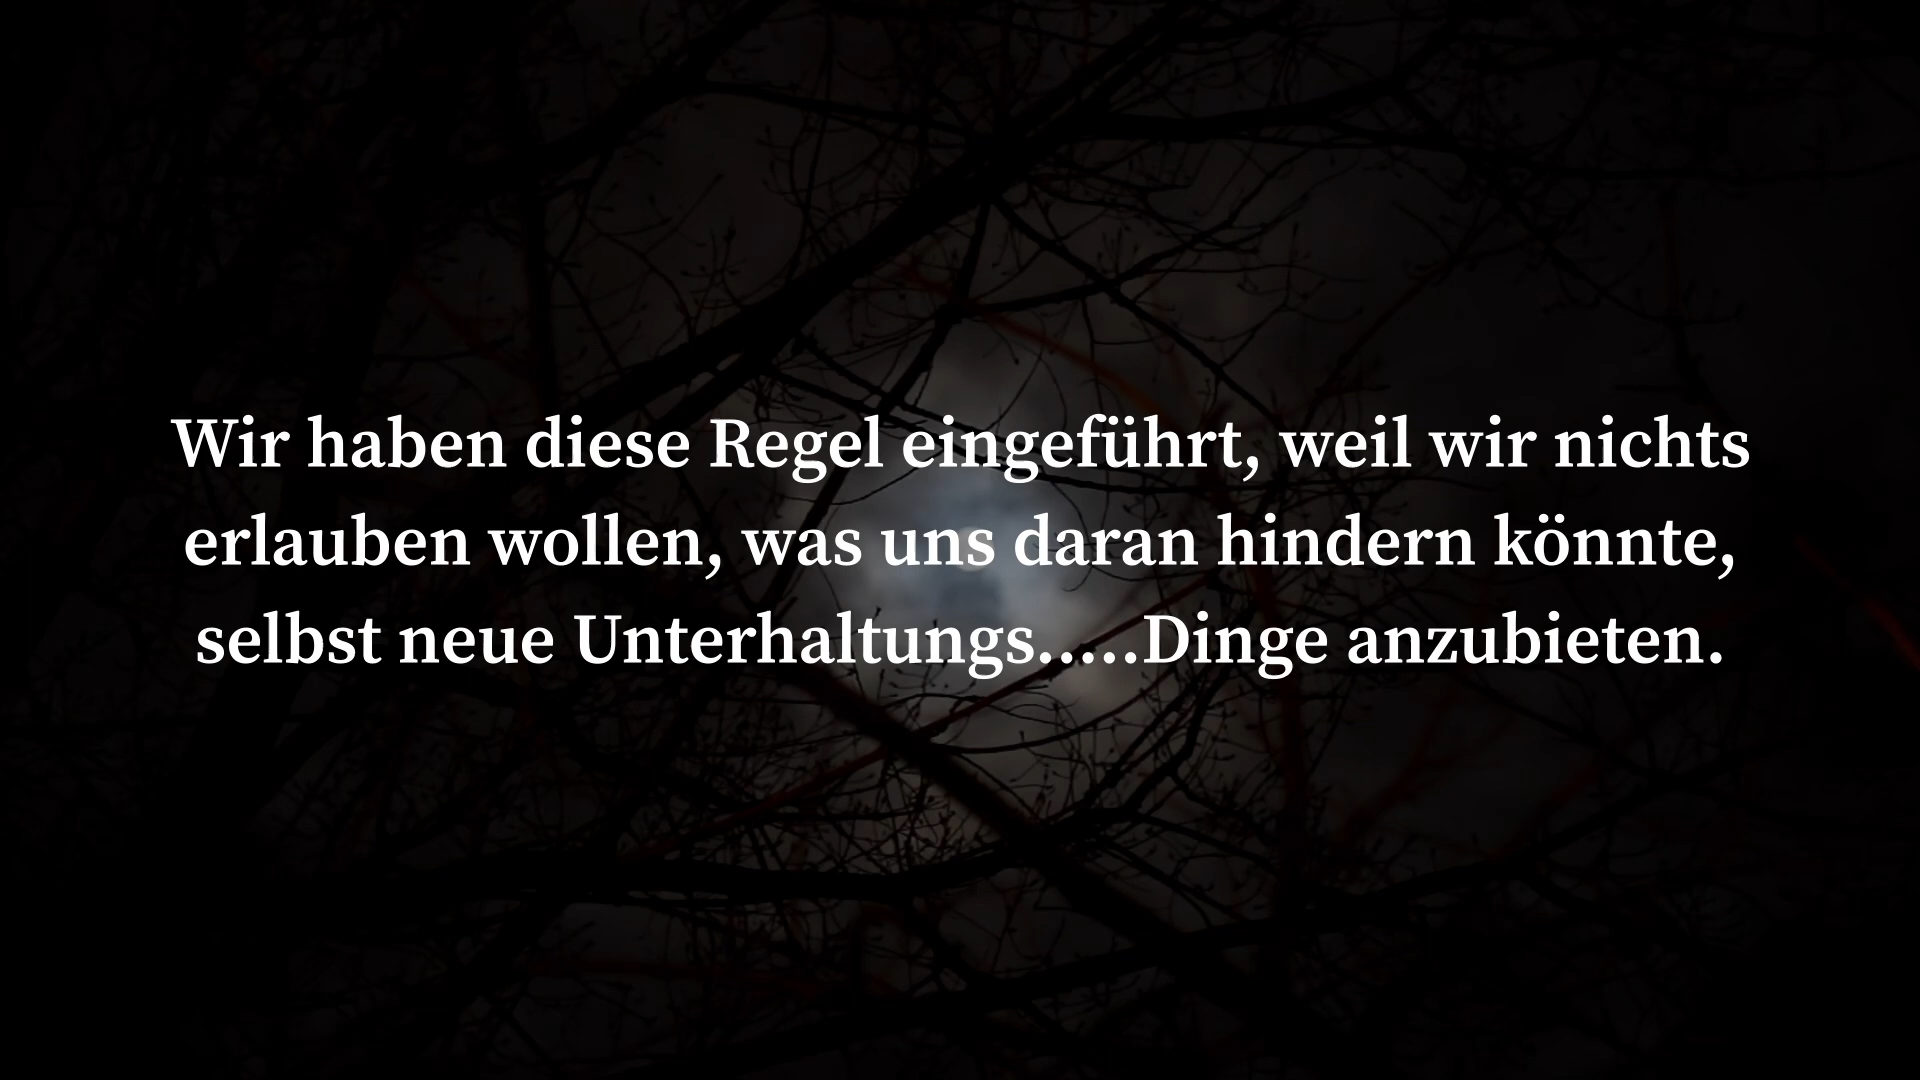 Wir haben diese Regel eingeführt, weil wir nichts
erlauben wollen, was uns daran hindern könnte,
selbst neue Unterhaltungs.....Dinge anzubieten.